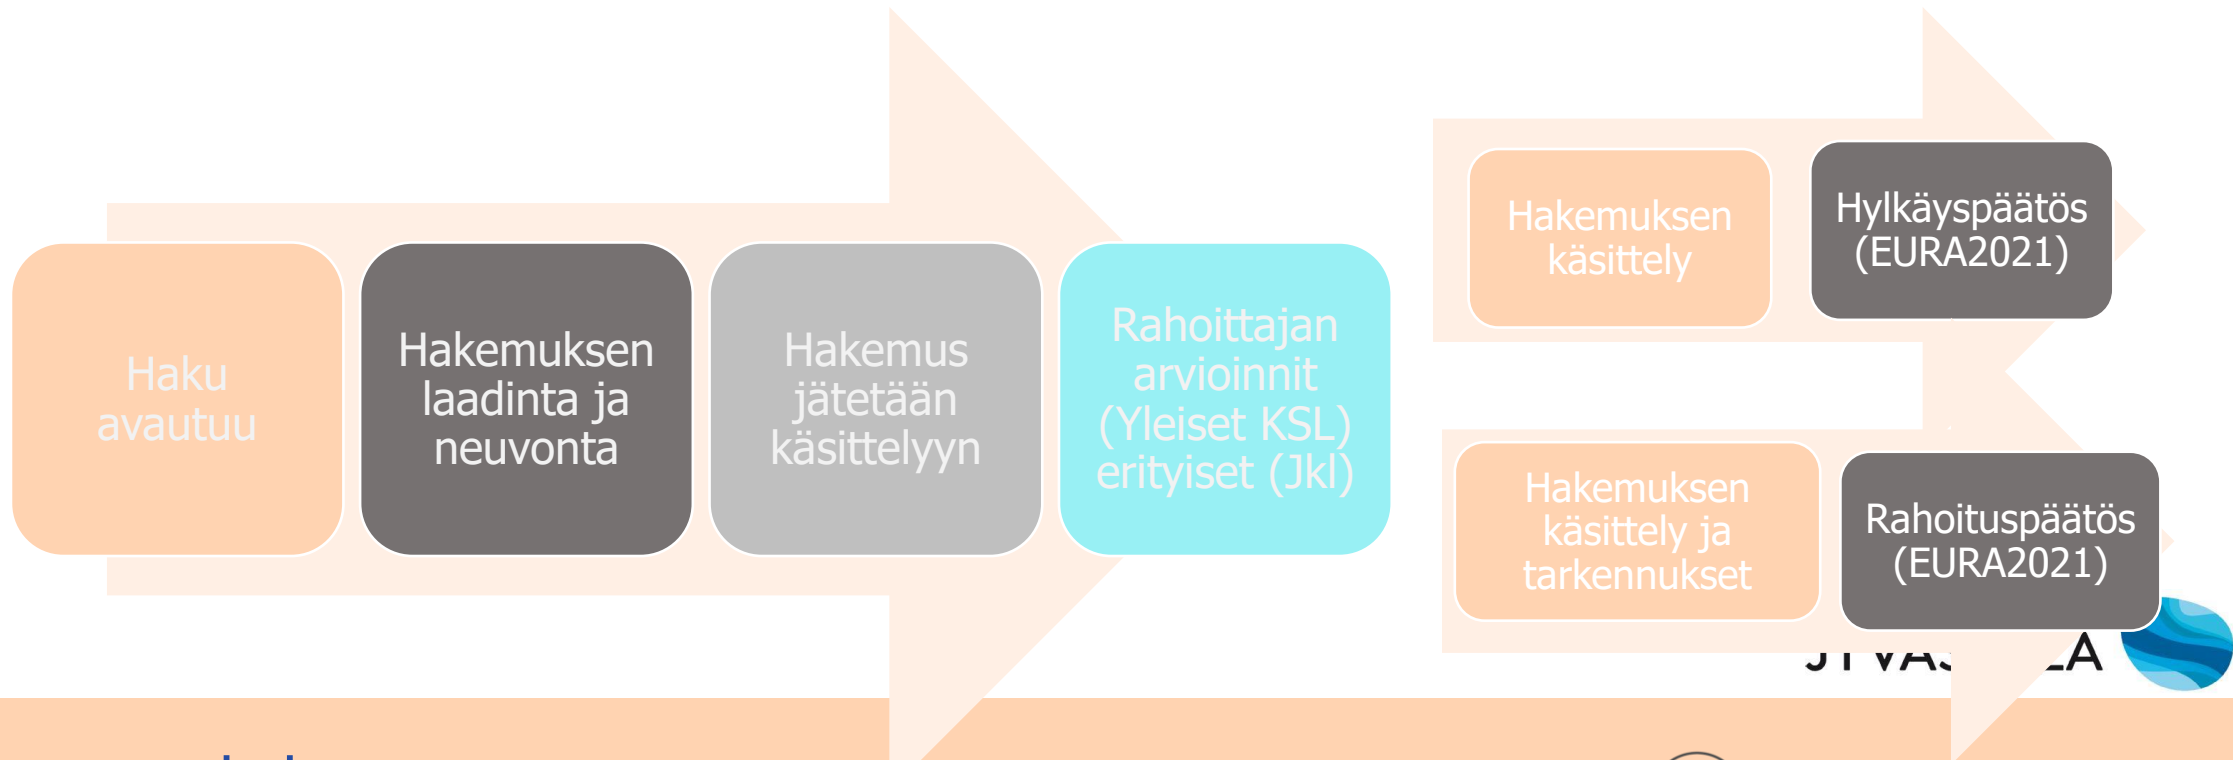 Haku
avautuu
Hakemuksen
laadinta ja
neuvonta
Hakemus
jätetään
käsittelyyn
Rahoittajan
arvioinnit
(Yleiset KSL)
erityiset (Jkl)
Hakemuksen
käsittely
Hylkäyspäätös
(EURA2021)
Hakemuksen
käsittely ja
tarkennukset
Rahoituspäätös
(EURA2021)